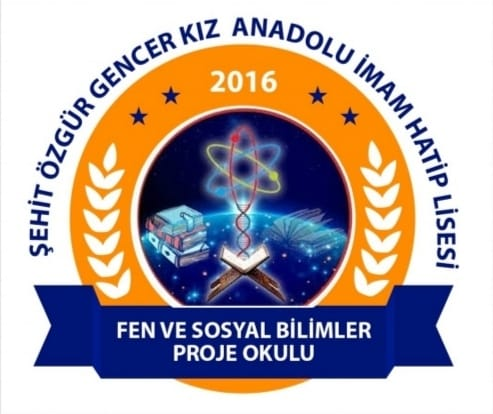 ŞEHİT ÖZGÜR GENCER KIZ ANADOLU İMAM HATİP LİSESİ
2016
FEN VE SOSYAL BİLİMLER
PROJE OKULU